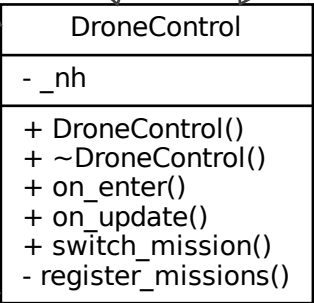 DroneControl
- _nh
+ DroneControl()
+ ~DroneControl()
+ on_enter()
+ on_update()
+ switch_mission()
- register_missions()